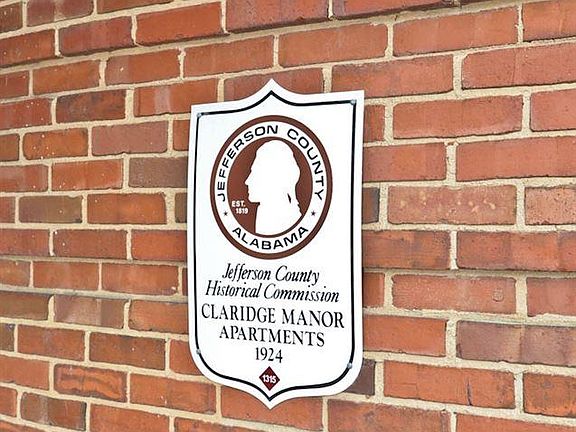 JEFFERSON COUNTY
EST.
1819
ALABAMA
Jefferson County
Historical Commission
CLARIDGE MANOR
APARTMENTS
1924
1315